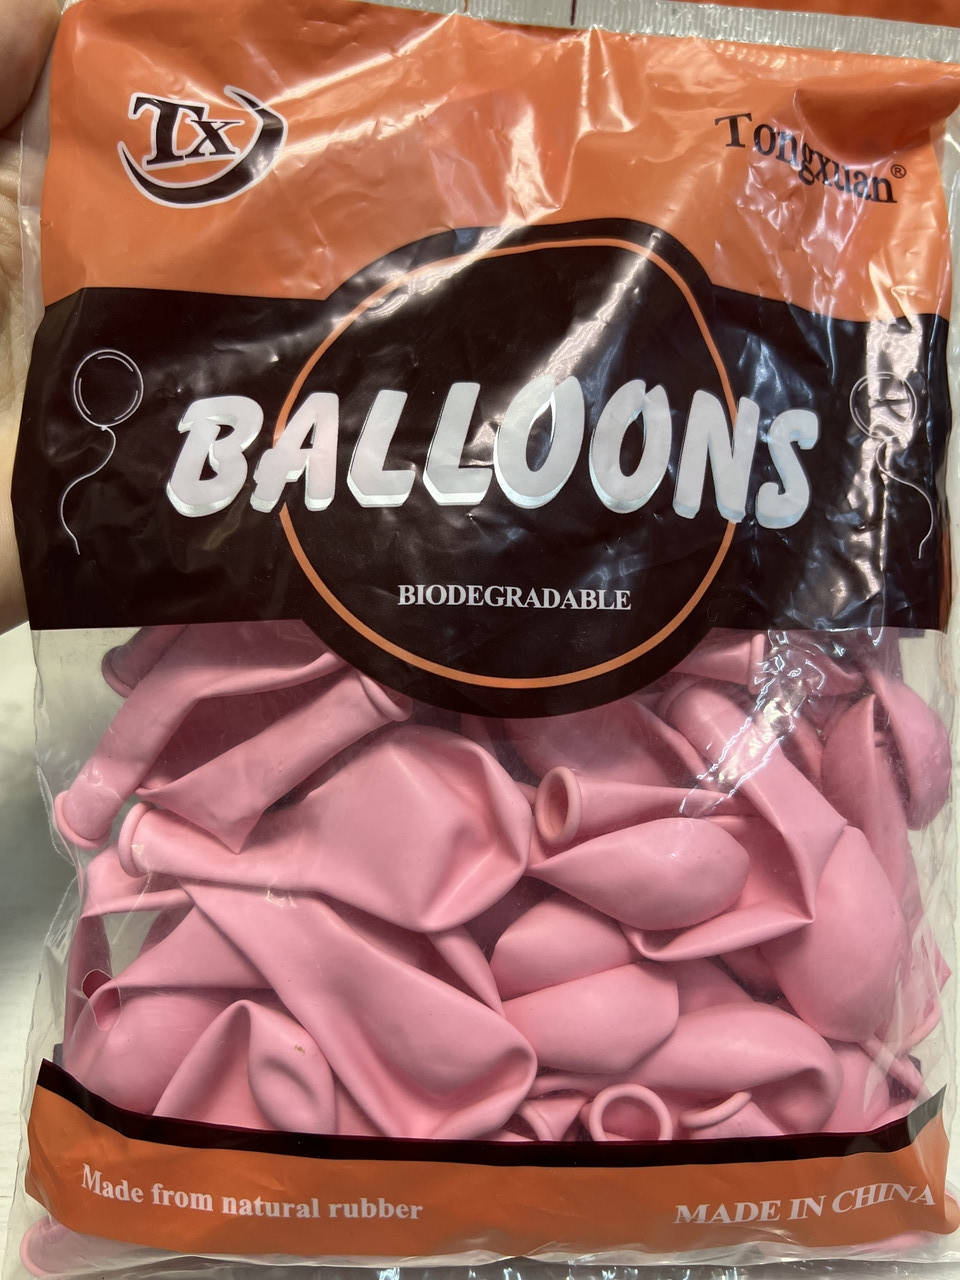 Tx
Tongxuan®
BALLOONS
BIODEGRADABLE
Made from natural rubber
MADE IN CHINA